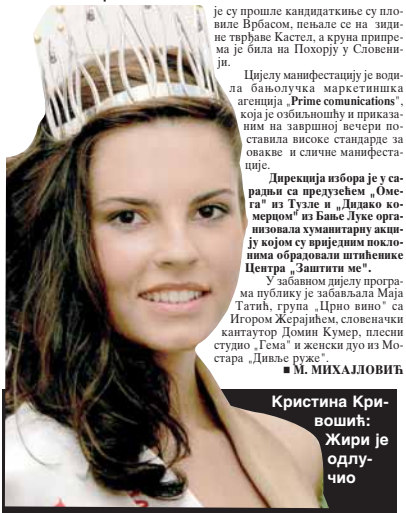 је су прошле кандидаткиње су пло-
виле Врбасом, пењале се на зиди-
не тврђаве Кастел, а круна припре-
ма је била на Похорју у Словени-
ји.
Цијелу манифестацију је води-
ла бањолучка маркетиншка
агенција „Prime comunications",
која је озбиљношћу и приказа-
ним на завршној вечери по-
ставила високе стандарде за
овакве и сличне манифеста-
ције.
Дирекција избора је у са-
радњи са предузећем „Оме-
га" из Тузле и „Дидако ко-
мерцом" из Бање Луке орга-
низовала хуманитарну акци-
ју којом су вриједним покло-
нима обрадовали штићенике
Центра „Заштити ме".
У забавном дијелу програ-
ма публику је забављала Маја
Татић, група „Црно вино" са
Игором Жерајићем, словеначки
кантаутор Домин Кумер, плесни
студио „Гема" и женски дуо из Мо-
стара „Дивље руже".
■ М. МИХАЈЛОВИЋ
Кристина Кри-
вошић:
Жири је
одлу-
чио